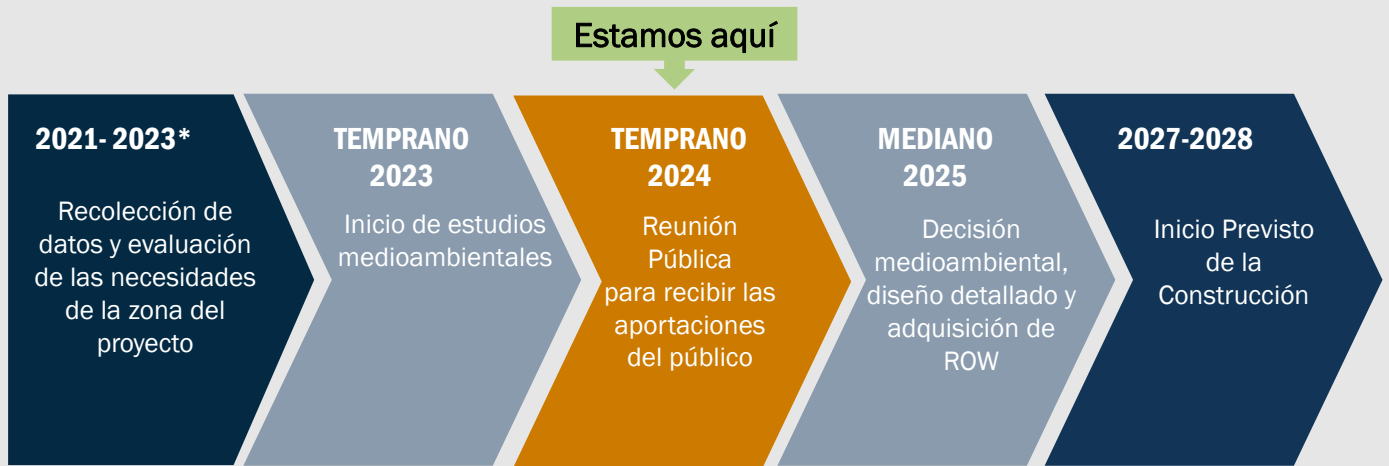 Estamos aquí
2021- 2023*
Recolección de
datos y evaluación
de las necesidades
de la zona del
proyecto
TEMPRANO
2023
Inicio de estudios
medioambientales
TEMPRANO
2024
Reunión
Pública
para recibir las
aportaciones
del público
MEDIANO
2025
Decisión
medioambiental,
diseño detallado y
adquisición de
ROW
2027-2028
Inicio Previsto
de la
Construcción